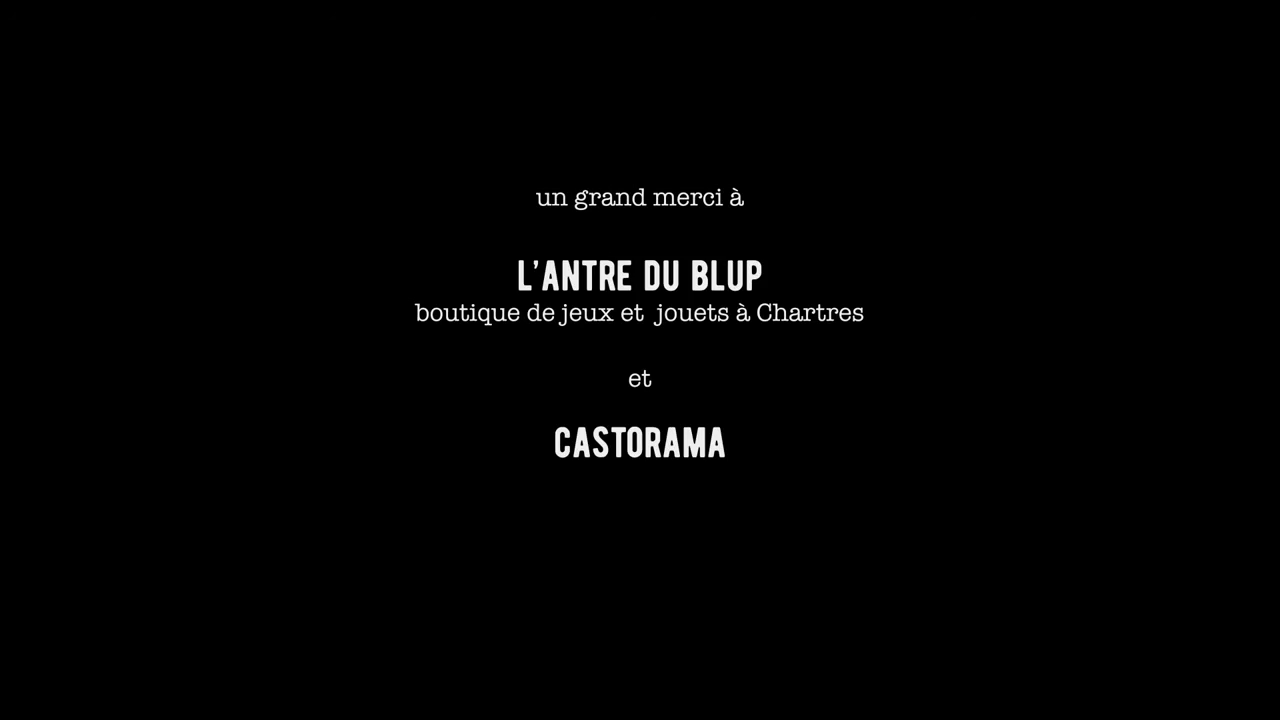 un grand merci à
L'ANTRE DU BLUP
boutique de jeux et  jouets à Chartres
et
CASTORAMA